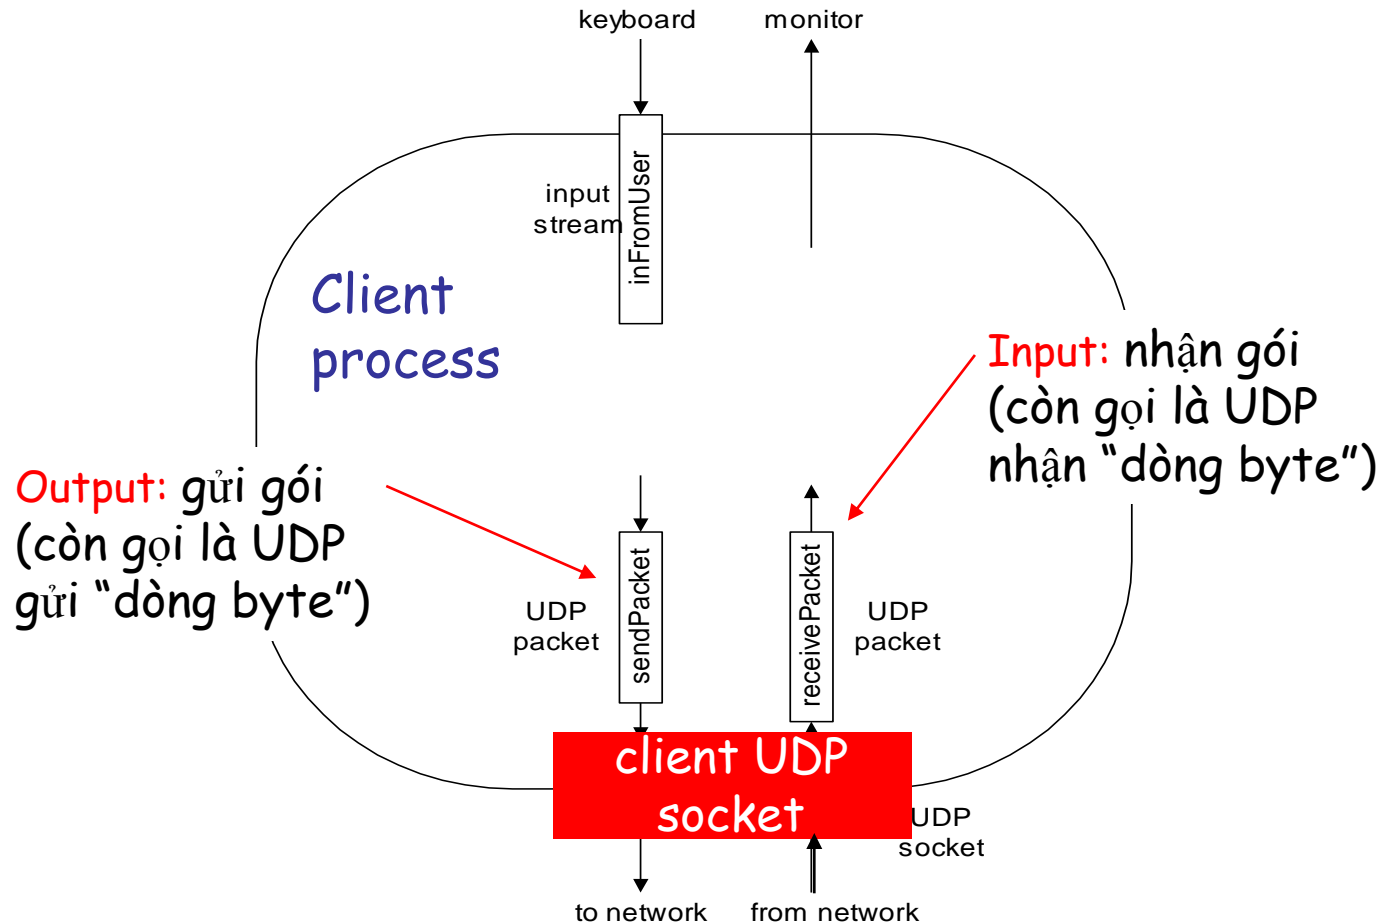 keyboard
monitor
input
stream
inFromUser
Client
process
Input: nhận gói
(còn gọi là UDP
nhận “dòng byte”)
Output: gửi gói
(còn gọi là UDP
gửi “dòng byte”)
UDP
packet
sendPacket
receivePacket
UDP
packet
client UDP
socket
UDP
socket
to network
from network